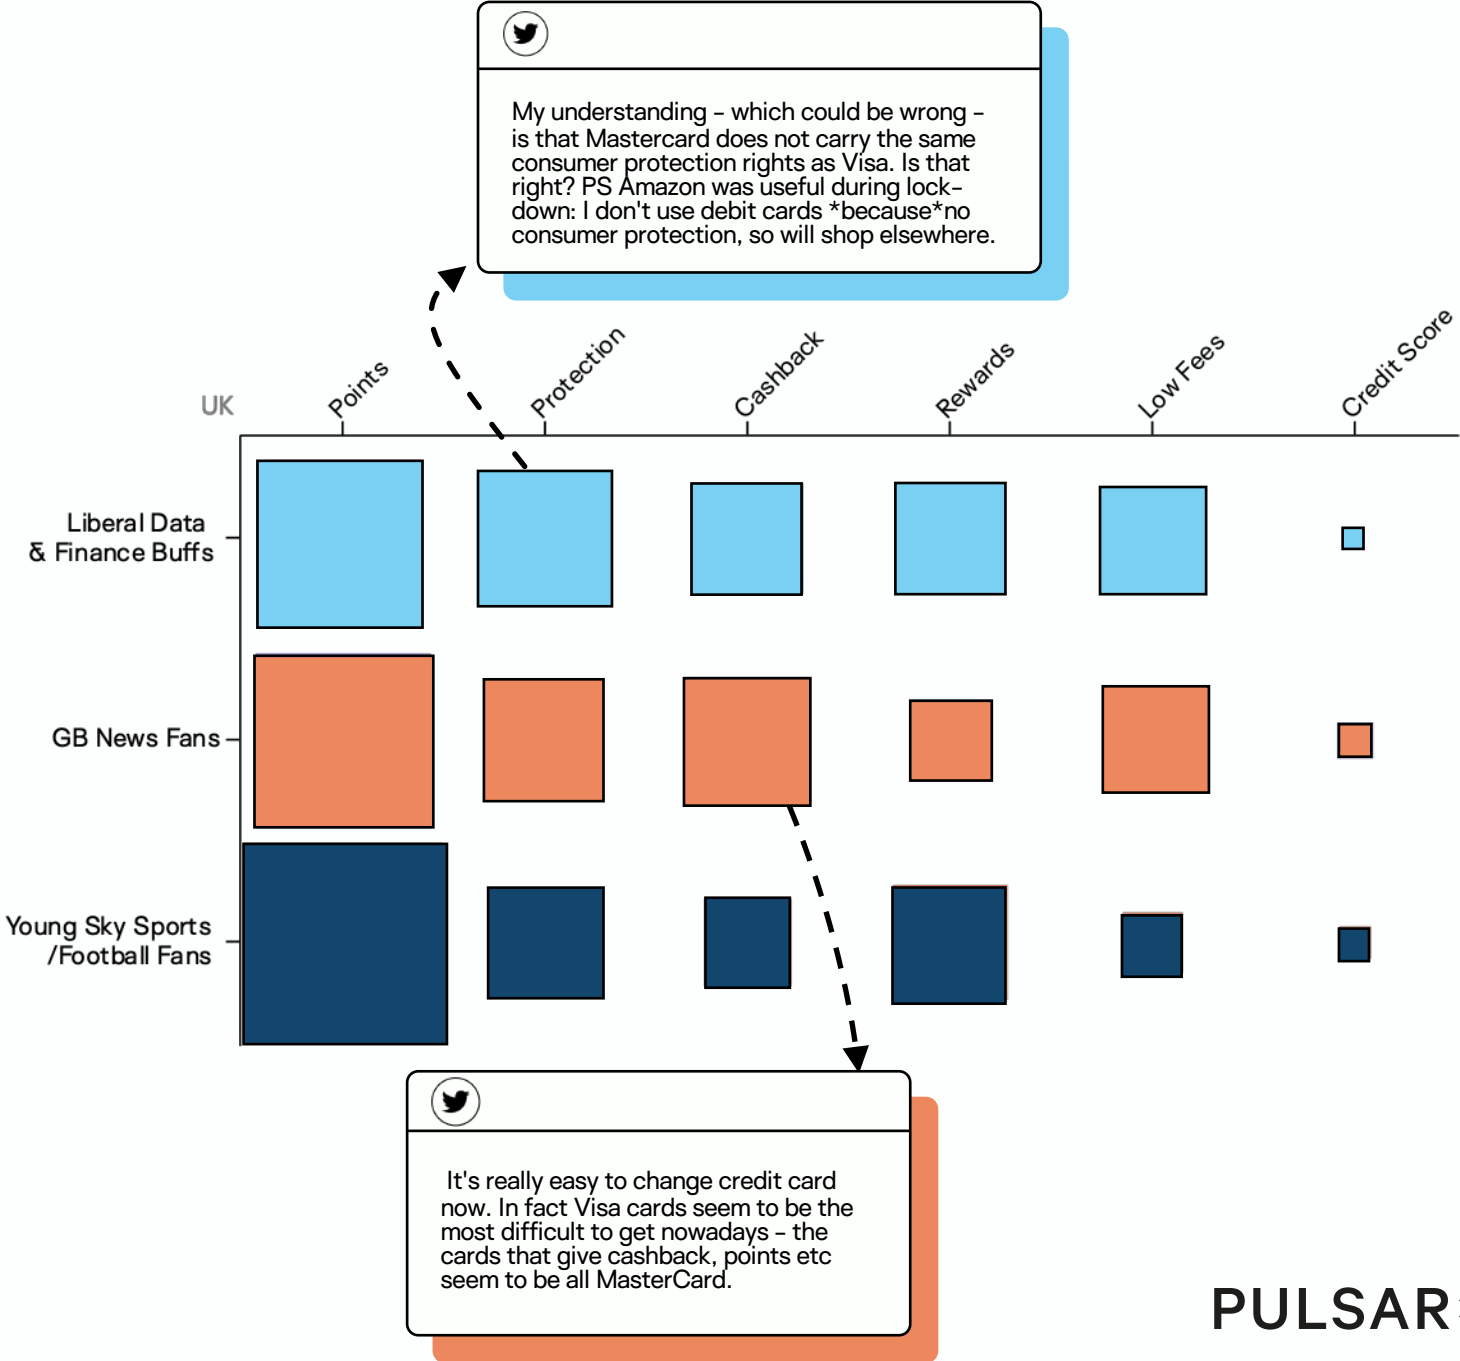 My understanding – which could be wrong –
is that Mastercard does not carry the same
consumer protection rights as Visa. Is that
right? PS Amazon was useful during lock–
down: I don't use debit cards *because*no
consumer protection, so will shop elsewhere.
UK
Points
Protection
Cashback
Rewards
Low Fees
Credit Score
Liberal Data
& Finance Buffs
GB News Fans
Young Sky Sports
/Football Fans
It's really easy to change credit card
now. In fact Visa cards seem to be the
most difficult to get nowadays – the
cards that give cashback, points etc
seem to be all MasterCard.
PULSAR